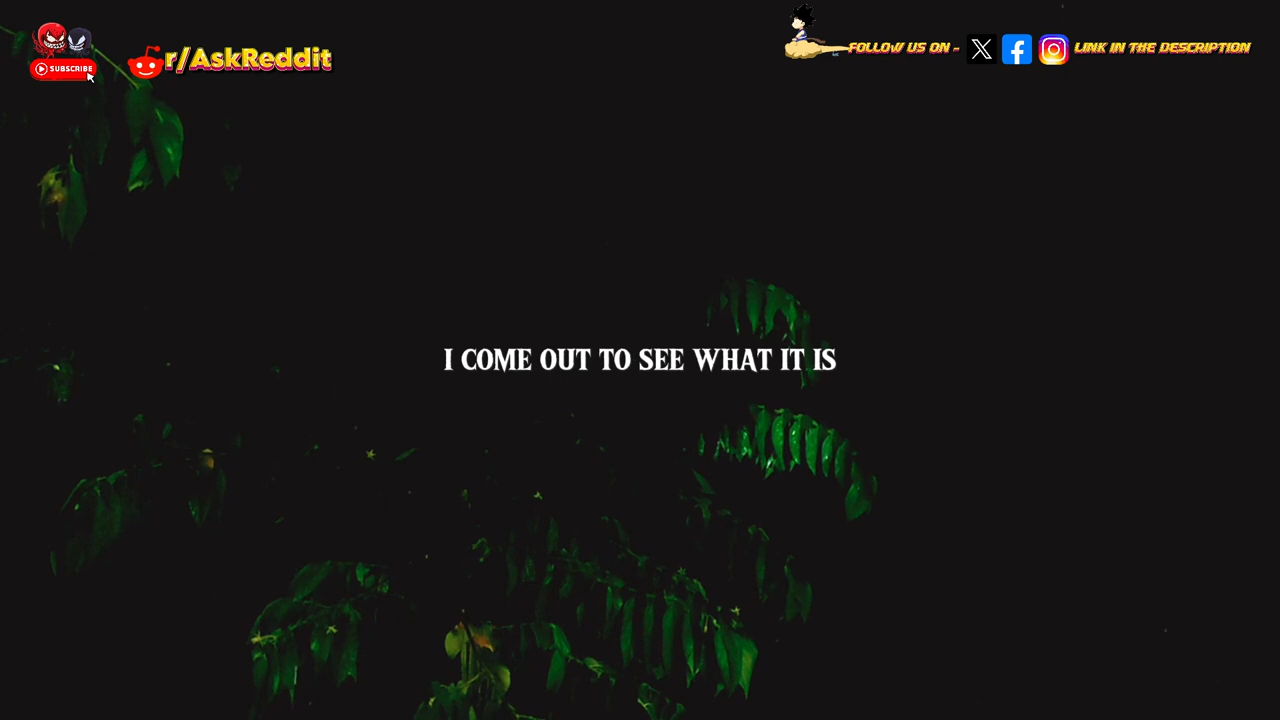 SUBSCRIBE
r/AskReddit
FOLLOW US ON -
LINK IN THE DESCRIPTION
I COME OUT TO SEE WHAT IT IS